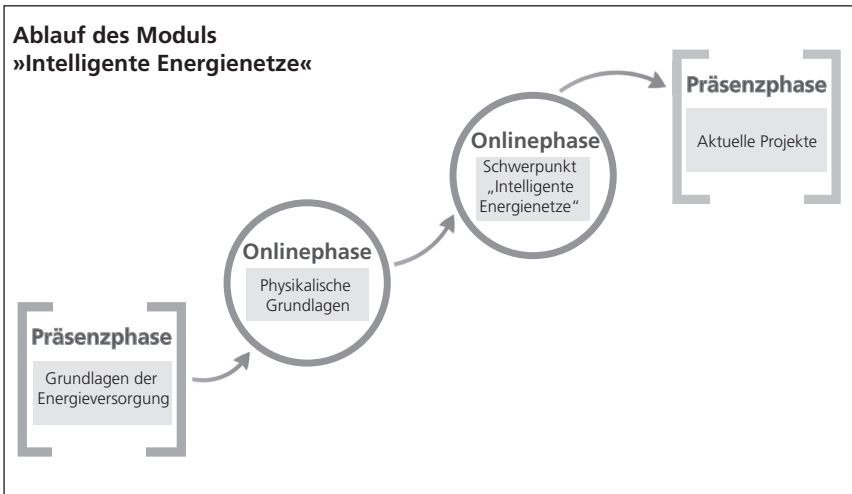 Ablauf des Moduls
»Intelligente Energienetze«
Präsenzphase
Grundlagen der
Energieversorgung
Onlinephase
Physikalische
Grundlagen
Onlinephase
Schwerpunkt
„Intelligente
Energienetze“
Präsenzphase
Aktuelle Projekte